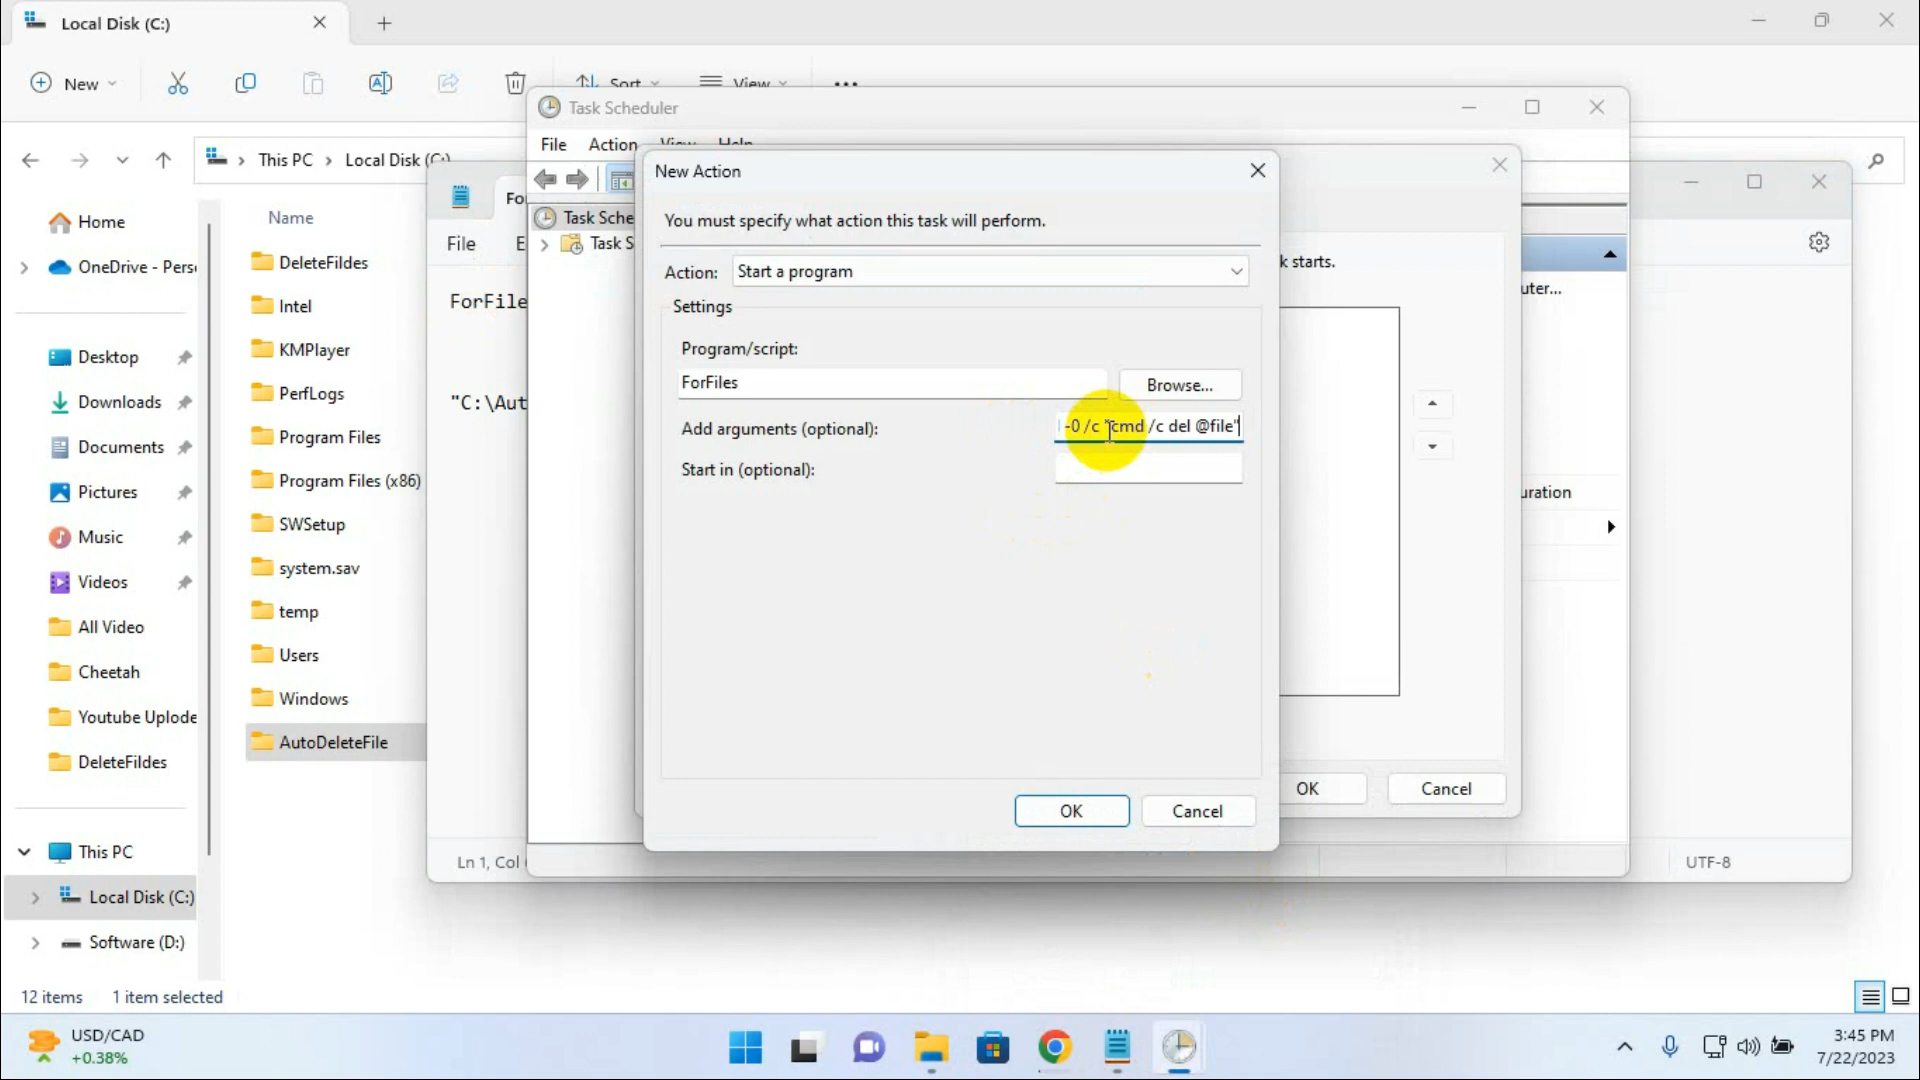 Local Disk (C:)
New
Sort
View
Task Scheduler
File Action View Help
This PC > Local Disk (C:)
New Action
You must specify what action this task will perform.
Action: Start a program
Settings
Program/script:
ForFiles
Browse...
Add arguments (optional):
-0 /c "cmd /c del @file"
Start in (optional):
OK
Cancel
Task Sche
Task S
k starts.
uter...
uration
OK
Cancel
Fo
File E
ForFile
"C:\Aut
Ln 1, Col
UTF-8
Home
OneDrive - Perso
Desktop
Downloads
Documents
Pictures
Music
Videos
All Video
Cheetah
Youtube Uplode
DeleteFildes
This PC
Local Disk (C:)
Software (D:)
Name
DeleteFildes
Intel
KMPlayer
PerfLogs
Program Files
Program Files (x86)
SWSetup
system.sav
temp
Users
Windows
AutoDeleteFile
12 items 1 item selected
USD/CAD
+0.38%
3:45 PM
7/22/2023